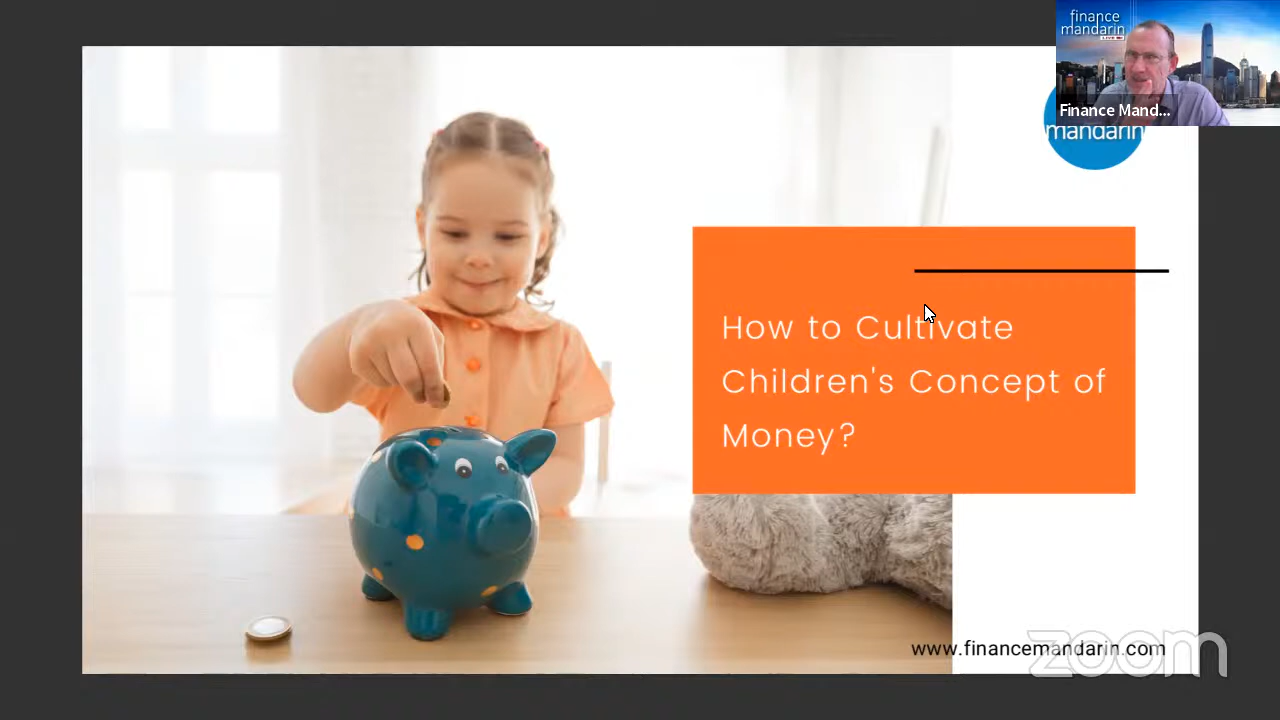 finance
mandarin
Finance Mand...
mandarin
How to Cultivate
Children's Concept of
Money?
www.financemandarin.com
zoom